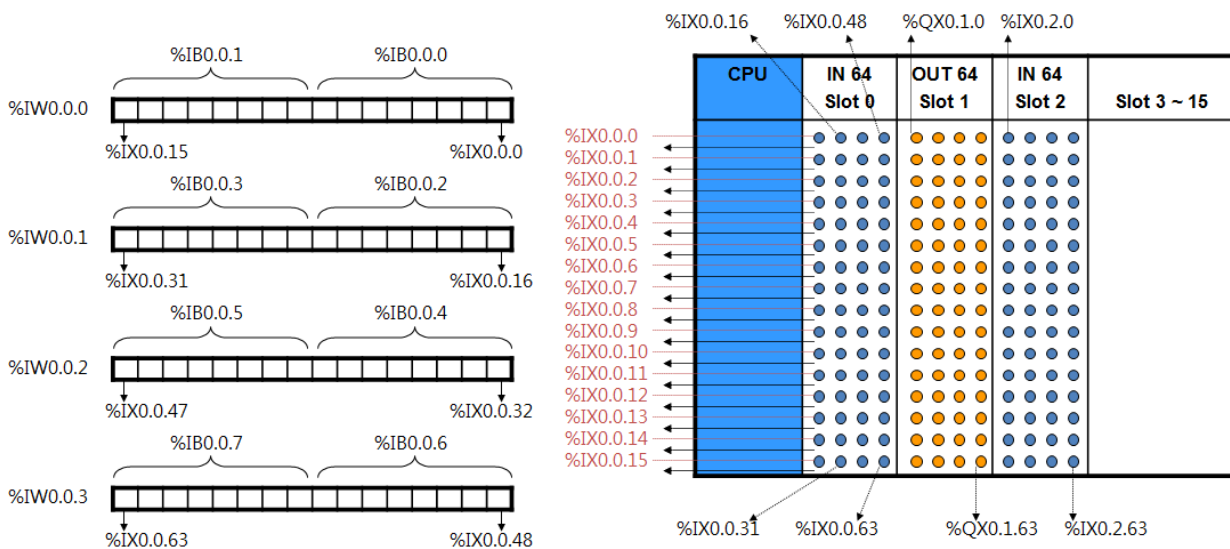 %IB0.0.1 %IB0.0.0
%IW0.0.0
%IX0.0.15 %IX0.0.0
%IB0.0.3 %IB0.0.2
%IW0.0.1
%IX0.0.31 %IX0.0.16
%IB0.0.5 %IB0.0.4
%IW0.0.2
%IX0.0.47 %IX0.0.32
%IB0.0.7 %IB0.0.6
%IW0.0.3
%IX0.0.63 %IX0.0.48
%IX0.0.16 %IX0.0.48 %QX0.1.0 %IX0.2.0
CPU IN 64 OUT 64 IN 64
Slot 0 Slot 1 Slot 2 Slot 3 ~ 15
%IX0.0.0
%IX0.0.1
%IX0.0.2
%IX0.0.3
%IX0.0.4
%IX0.0.5
%IX0.0.6
%IX0.0.7
%IX0.0.8
%IX0.0.9
%IX0.0.10
%IX0.0.11
%IX0.0.12
%IX0.0.13
%IX0.0.14
%IX0.0.15
%IX0.0.31 %IX0.0.63 %QX0.1.63 %IX0.2.63